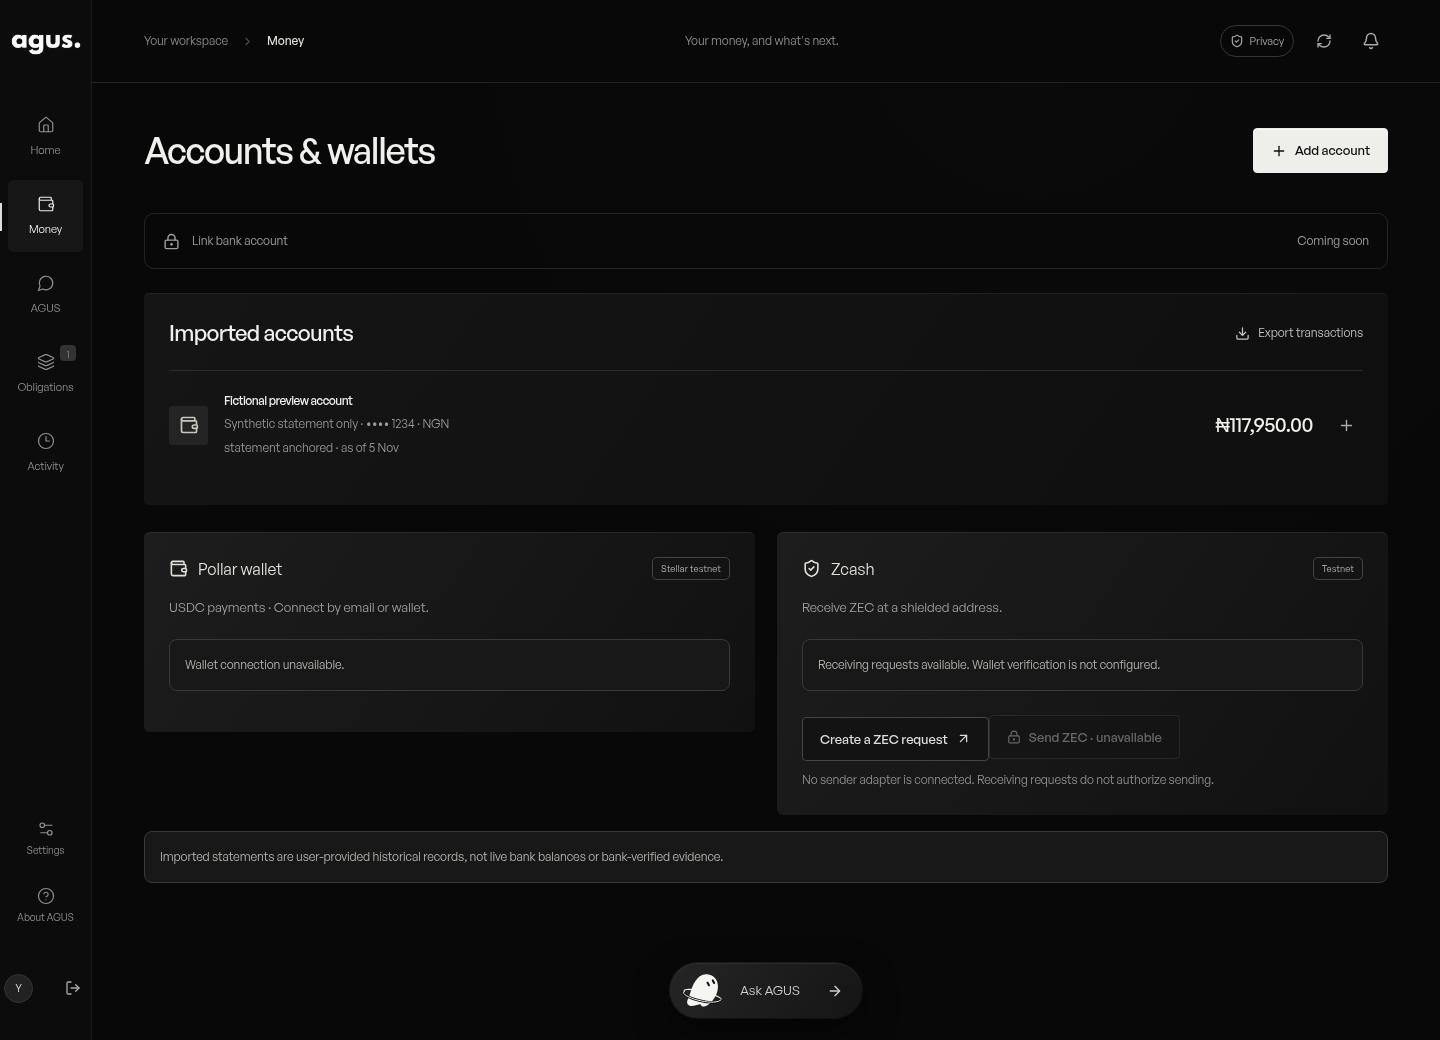 agus.
Your workspace > Money
Your money, and what's next.
Privacy
Home
Money
AGUS
1
Obligations
Activity
Settings
About AGUS
Y
Accounts & wallets
Add account
Link bank account
Coming soon
Imported accounts
Export transactions
Fictional preview account
Synthetic statement only · •••• 1234 · NGN
statement anchored · as of 5 Nov
₦117,950.00
Pollar wallet
Stellar testnet
USDC payments · Connect by email or wallet.
Wallet connection unavailable.
Zcash
Testnet
Receive ZEC at a shielded address.
Receiving requests available. Wallet verification is not configured.
Create a ZEC request
Send ZEC · unavailable
No sender adapter is connected. Receiving requests do not authorize sending.
Imported statements are user-provided historical records, not live bank balances or bank-verified evidence.
Ask AGUS